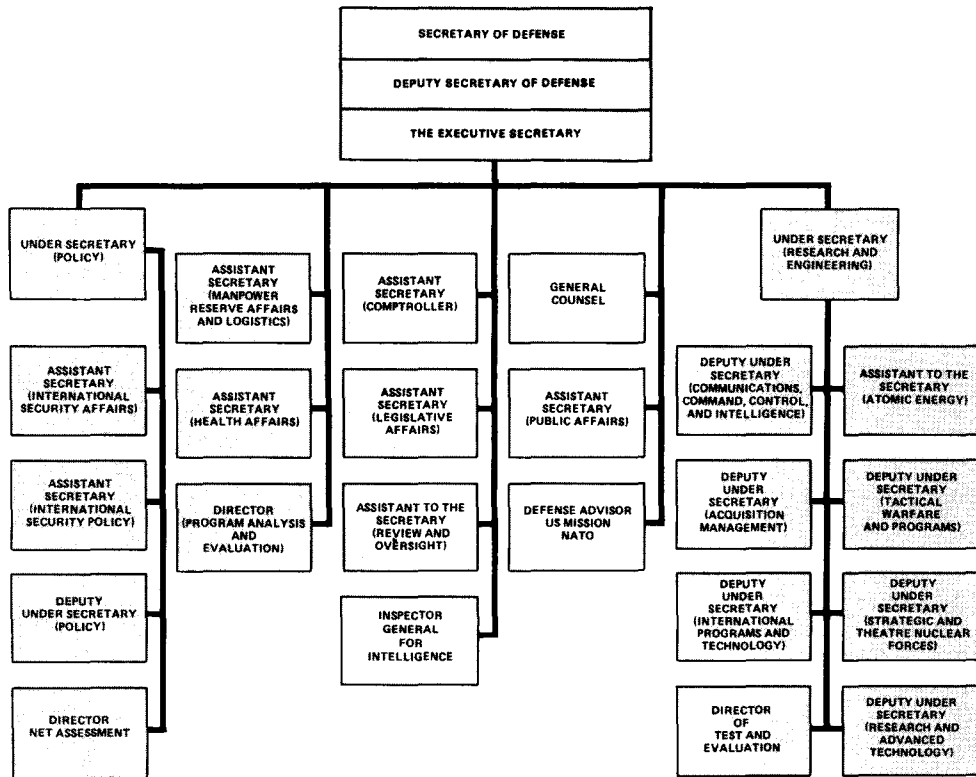 SECRETARY OF DEFENSE
DEPUTY SECRETARY OF DEFENSE
THE EXECUTIVE SECRETARY
UNDER SECRETARY
(POLICY)
ASSISTANT
SECRETARY
(INTERNATIONAL
SECURITY AFFAIRS)
ASSISTANT
SECRETARY
(INTERNATIONAL
SECURITY POLICY)
DEPUTY
UNDER SECRETARY
(POLICY)
DIRECTOR
NET ASSESSMENT
ASSISTANT
SECRETARY
(MANPOWER
RESERVE AFFAIRS
AND LOGISTICS)
ASSISTANT
SECRETARY
(HEALTH AFFAIRS)
DIRECTOR
(PROGRAM ANALYSIS
AND
EVALUATION)
ASSISTANT
SECRETARY
(COMPTROLLER)
ASSISTANT
SECRETARY
(LEGISLATIVE
AFFAIRS)
ASSISTANT TO THE
SECRETARY
(REVIEW AND
OVERSIGHT)
INSPECTOR
GENERAL
FOR
INTELLIGENCE
GENERAL
COUNSEL
ASSISTANT
SECRETARY
(PUBLIC AFFAIRS)
DEFENSE ADVISOR
US MISSION
NATO
UNDER
SECRETARY
(RESEARCH AND
ENGINEERING)
DEPUTY UNDER
SECRETARY
(COMMUNICATIONS,
COMMAND, CONTROL,
AND INTELLIGENCE)
ASSISTANT TO THE
SECRETARY
(ATOMIC ENERGY)
DEPUTY
UNDER
SECRETARY
(ACQUISITION
MANAGEMENT)
DEPUTY UNDER
SECRETARY
(TACTICAL
WARFARE
AND PROGRAMS)
DEPUTY
UNDER
SECRETARY
(INTERNATIONAL
PROGRAMS AND
TECHNOLOGY)
DEPUTY
UNDER
SECRETARY
(STRATEGIC AND
THEATRE NUCLEAR
FORCES)
DIRECTOR
OF
TEST AND
EVALUATION
DEPUTY UNDER
SECRETARY
(RESEARCH AND
ADVANCED
TECHNOLOGY)